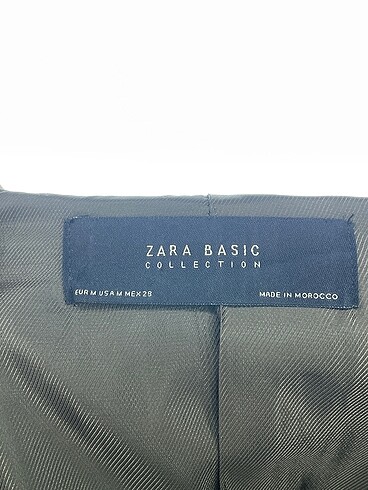 ZARA BASIC
COLLECTION
EUR M USA M MEX 28
MADE IN MOROCCO